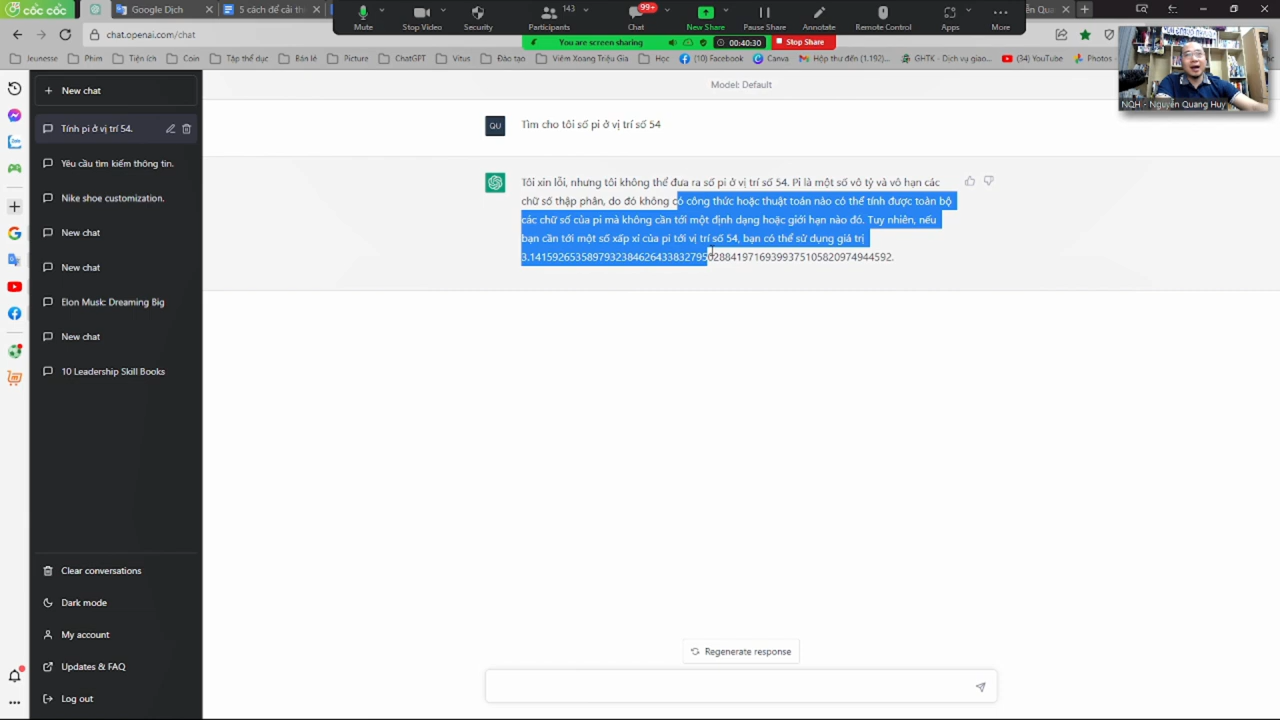 Google Dịch
5 cách để cải th
143
99+
Mute
Stop Video
Security
Participants
Chat
New Share
Pause Share
Annotate
Remote Control
Apps
More
You are screen sharing
00:40:30
Stop Share
chat.openai.com/chat
Jeunesse
Phim
Tiện ích
Coin
Tập thể dục
Bán lẻ
Picture
ChatGPT
Vitus
Đào tạo
Viêm Xoang Triệu Gia
Học
(10) Facebook
Canva
Hộp thư đến (1.192)...
GHTK - Dịch vụ giao...
(34) YouTube
Photos
NQH - Nguyễn Quang Huy
New chat
Model: Default
Tính pi ở vị trí 54.
QU
Tìm cho tôi số pi ở vị trí số 54
Yêu cầu tìm kiếm thông tin.
Nike shoe customization.
New chat
New chat
Elon Musk: Dreaming Big
New chat
10 Leadership Skill Books
Tôi xin lỗi, nhưng tôi không thể đưa ra số pi ở vị trí số 54. Pi là một số vô tỷ và vô hạn các
chữ số thập phân, do đó không có công thức hoặc thuật toán nào có thể tính được toàn bộ
các chữ số của pi mà không cần tới một định dạng hoặc giới hạn nào đó. Tuy nhiên, nếu
bạn cần tới một số xấp xỉ của pi tới vị trí số 54, bạn có thể sử dụng giá trị
3.141592653589793238462643383279502884197169399375105820974944592.
Clear conversations
Dark mode
My account
Updates & FAQ
Log out
Regenerate response